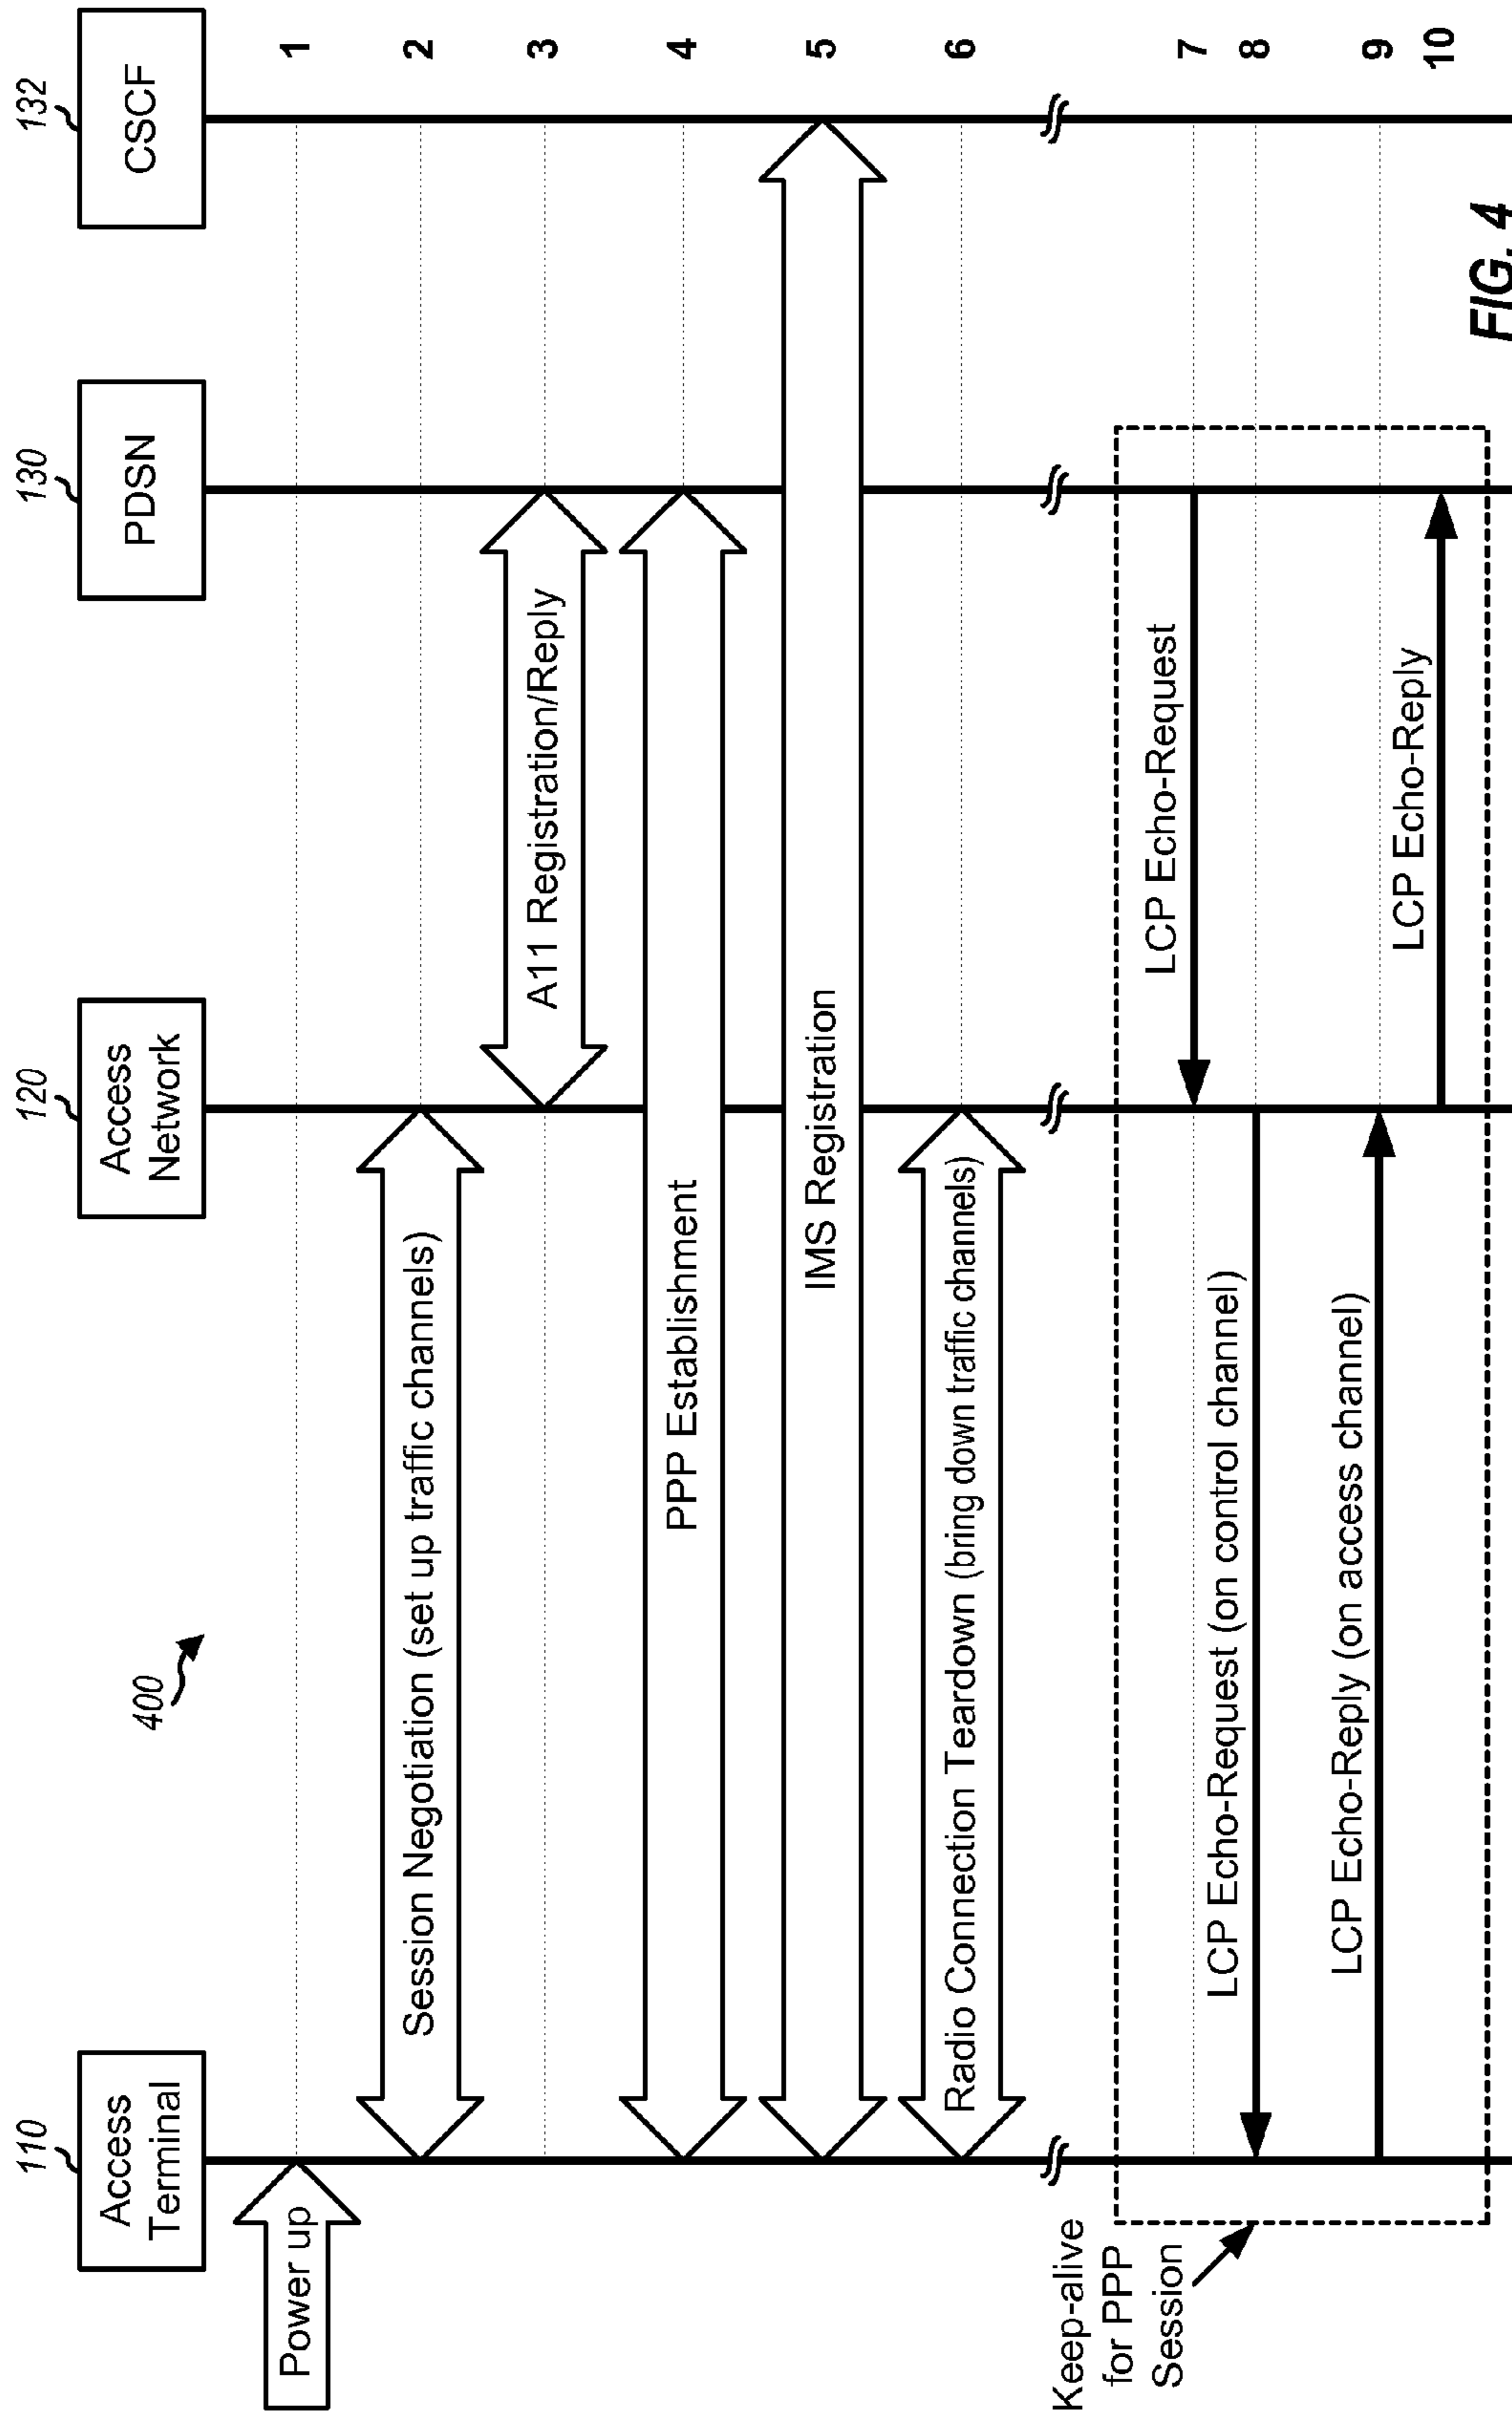 400
110
Access
Terminal
120
Access
Network
130
PDSN
132
CSCF
Power up
1
Session Negotiation (set up traffic channels)
2
A11 Registration/Reply
3
PPP Establishment
4
IMS Registration
5
Radio Connection Teardown (bring down traffic channels)
6
Keep-alive
for PPP
Session
LCP Echo-Request
7
LCP Echo-Request (on control channel)
8
LCP Echo-Reply (on access channel)
9
LCP Echo-Reply
10
FIG. 4